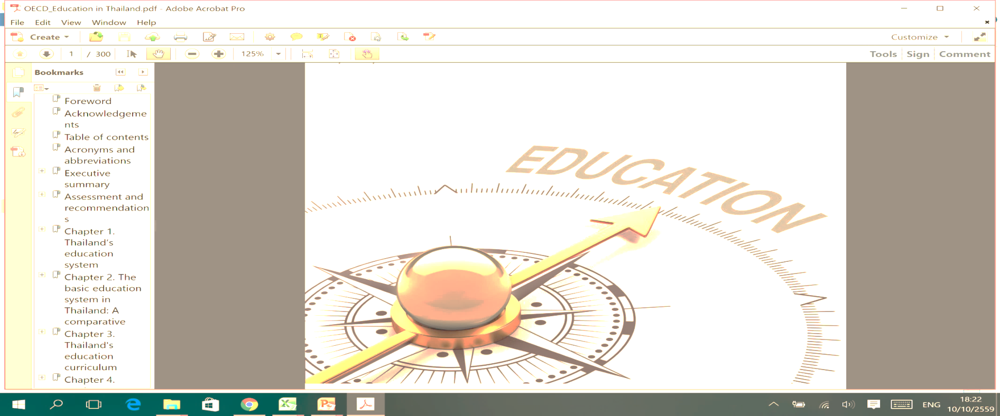 OECD_Education in Thailand.pdf - Adobe Acrobat Pro
File Edit View Window Help
Create Customize
1 / 300 125% Tools Sign Comment
Bookmarks
Foreword
Acknowledgeme
nts
Table of contents
Acronyms and
abbreviations
Executive
summary
Assessment and
recommendation
s
Chapter 1.
Thailand's
education
system
Chapter 2. The
basic education
system in
Thailand: A
comparative
Chapter 3.
Thailand's
education
curriculum
Chapter 4.
EDUCATION
ENG
18:22
10/10/2559